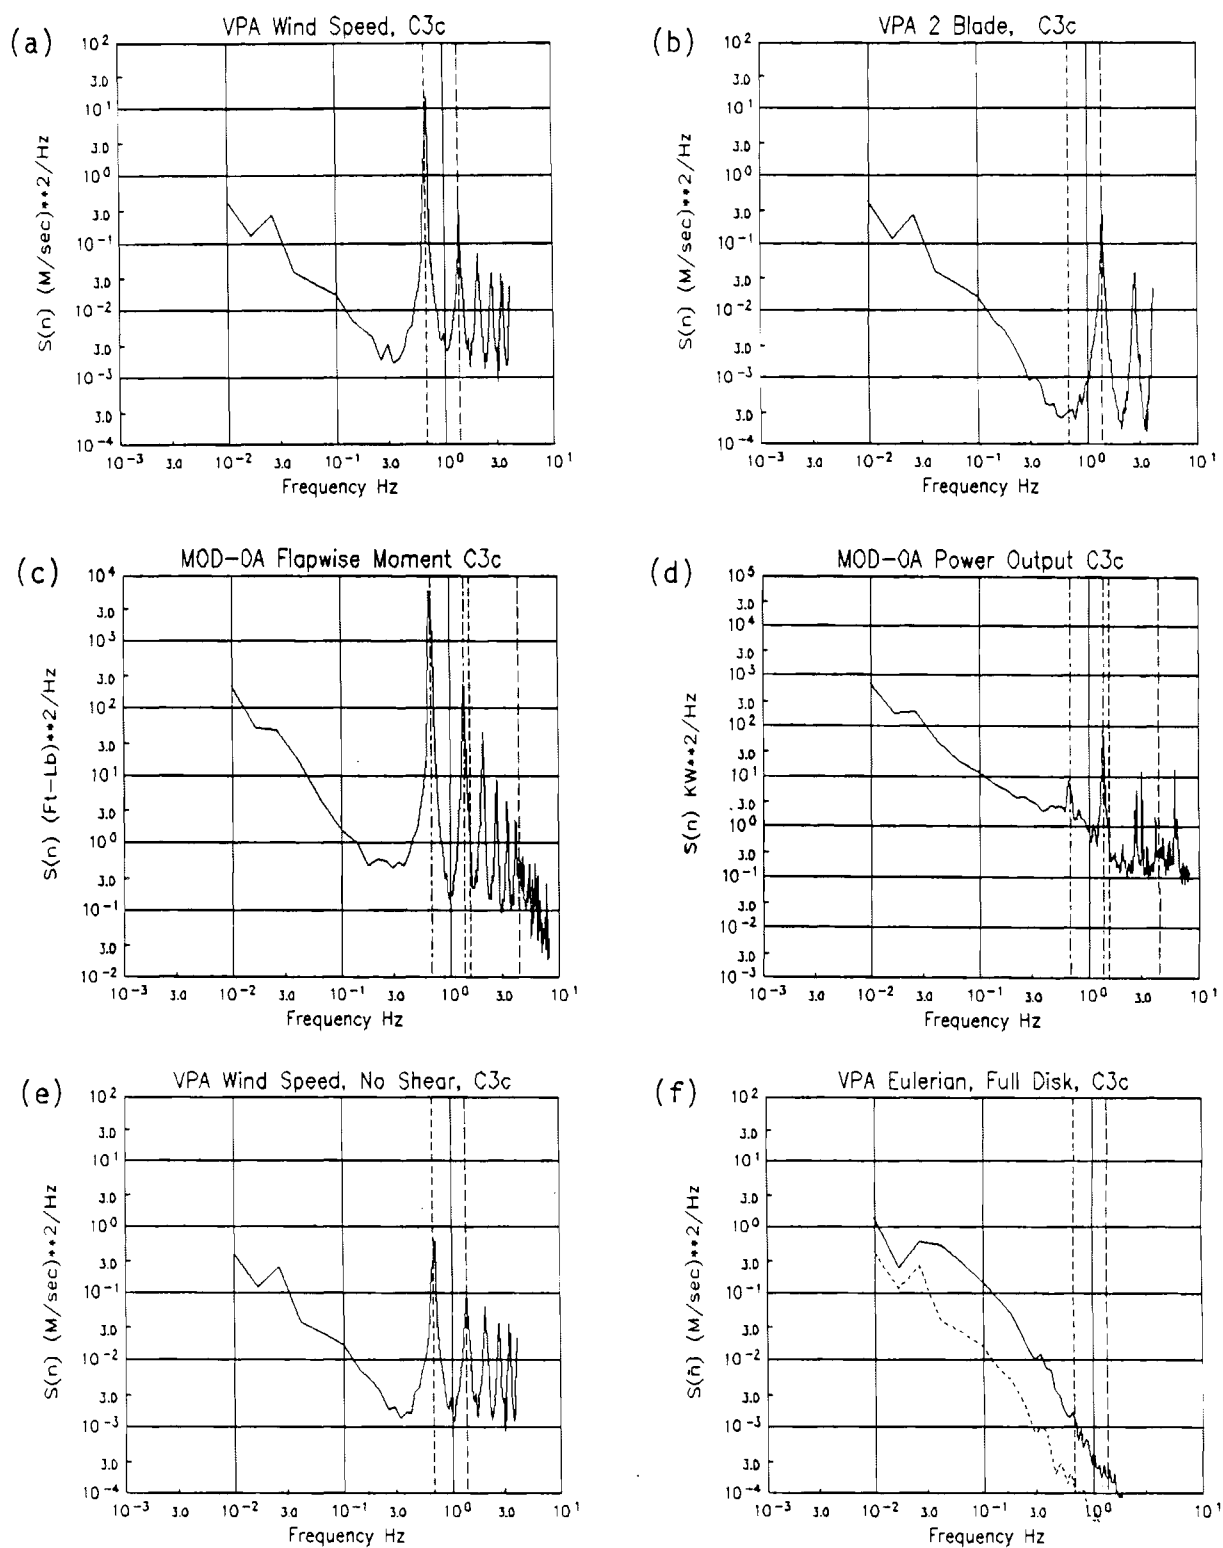 (a)
VPA Wind Speed, C3c
S(n) (M/sec)**2/Hz
10²
3.0
10¹
3.0
10⁰
3.0
10⁻¹
3.0
10⁻²
3.0
10⁻³
3.0
10⁻⁴
10⁻³ 3.0 10⁻² 3.0 10⁻¹ 3.0 10⁰ 3.0 10¹
Frequency Hz
(b)
VPA 2 Blade, C3c
S(n) (M/sec)**2/Hz
10²
3.0
10¹
3.0
10⁰
3.0
10⁻¹
3.0
10⁻²
3.0
10⁻³
3.0
10⁻⁴
10⁻³ 3.0 10⁻² 3.0 10⁻¹ 3.0 10⁰ 3.0 10¹
Frequency Hz
(c)
MOD-0A Flapwise Moment C3c
S(n) (Ft-Lb)**2/Hz
10⁴
3.0
10³
3.0
10²
3.0
10¹
3.0
10⁰
3.0
10⁻¹
3.0
10⁻²
10⁻³ 3.0 10⁻² 3.0 10⁻¹ 3.0 10⁰ 3.0 10¹
Frequency Hz
(d)
MOD-0A Power Output C3c
S(n) KW**2/Hz
10⁵
3.0
10⁴
3.0
10³
3.0
10²
3.0
10¹
3.0
10⁰
3.0
10⁻¹
3.0
10⁻²
3.0
10⁻³
10⁻³ 3.0 10⁻² 3.0 10⁻¹ 3.0 10⁰ 3.0 10¹
Frequency Hz
(e)
VPA Wind Speed, No Shear, C3c
S(n) (M/sec)**2/Hz
10²
3.0
10¹
3.0
10⁰
3.0
10⁻¹
3.0
10⁻²
3.0
10⁻³
3.0
10⁻⁴
10⁻³ 3.0 10⁻² 3.0 10⁻¹ 3.0 10⁰ 3.0 10¹
Frequency Hz
(f)
VPA Eulerian, Full Disk, C3c
S(n) (M/sec)**2/Hz
10²
3.0
10¹
3.0
10⁰
3.0
10⁻¹
3.0
10⁻²
3.0
10⁻³
3.0
10⁻⁴
10⁻³ 3.0 10⁻² 3.0 10⁻¹ 3.0 10⁰ 3.0 10¹
Frequency Hz